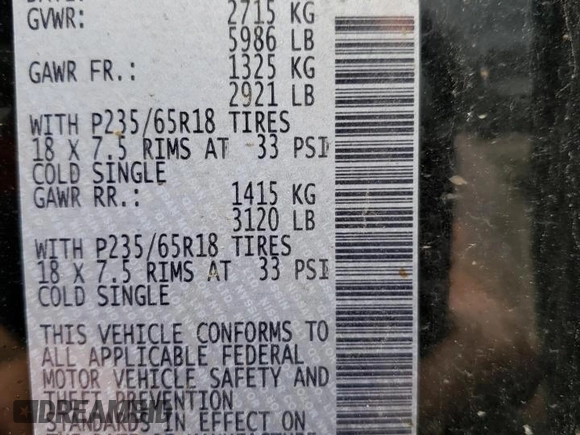 GVWR: 2715 KG
5986 LB
GAWR FR.: 1325 KG
2921 LB
WITH P235/65R18 TIRES
18 X 7.5 RIMS AT 33 PSI
COLD SINGLE
GAWR RR.: 1415 KG
3120 LB
WITH P235/65R18 TIRES
18 X 7.5 RIMS AT 33 PSI
COLD SINGLE
THIS VEHICLE CONFORMS TO
ALL APPLICABLE FEDERAL
MOTOR VEHICLE SAFETY AND
THEFT PREVENTION
STANDARDS IN EFFECT ON